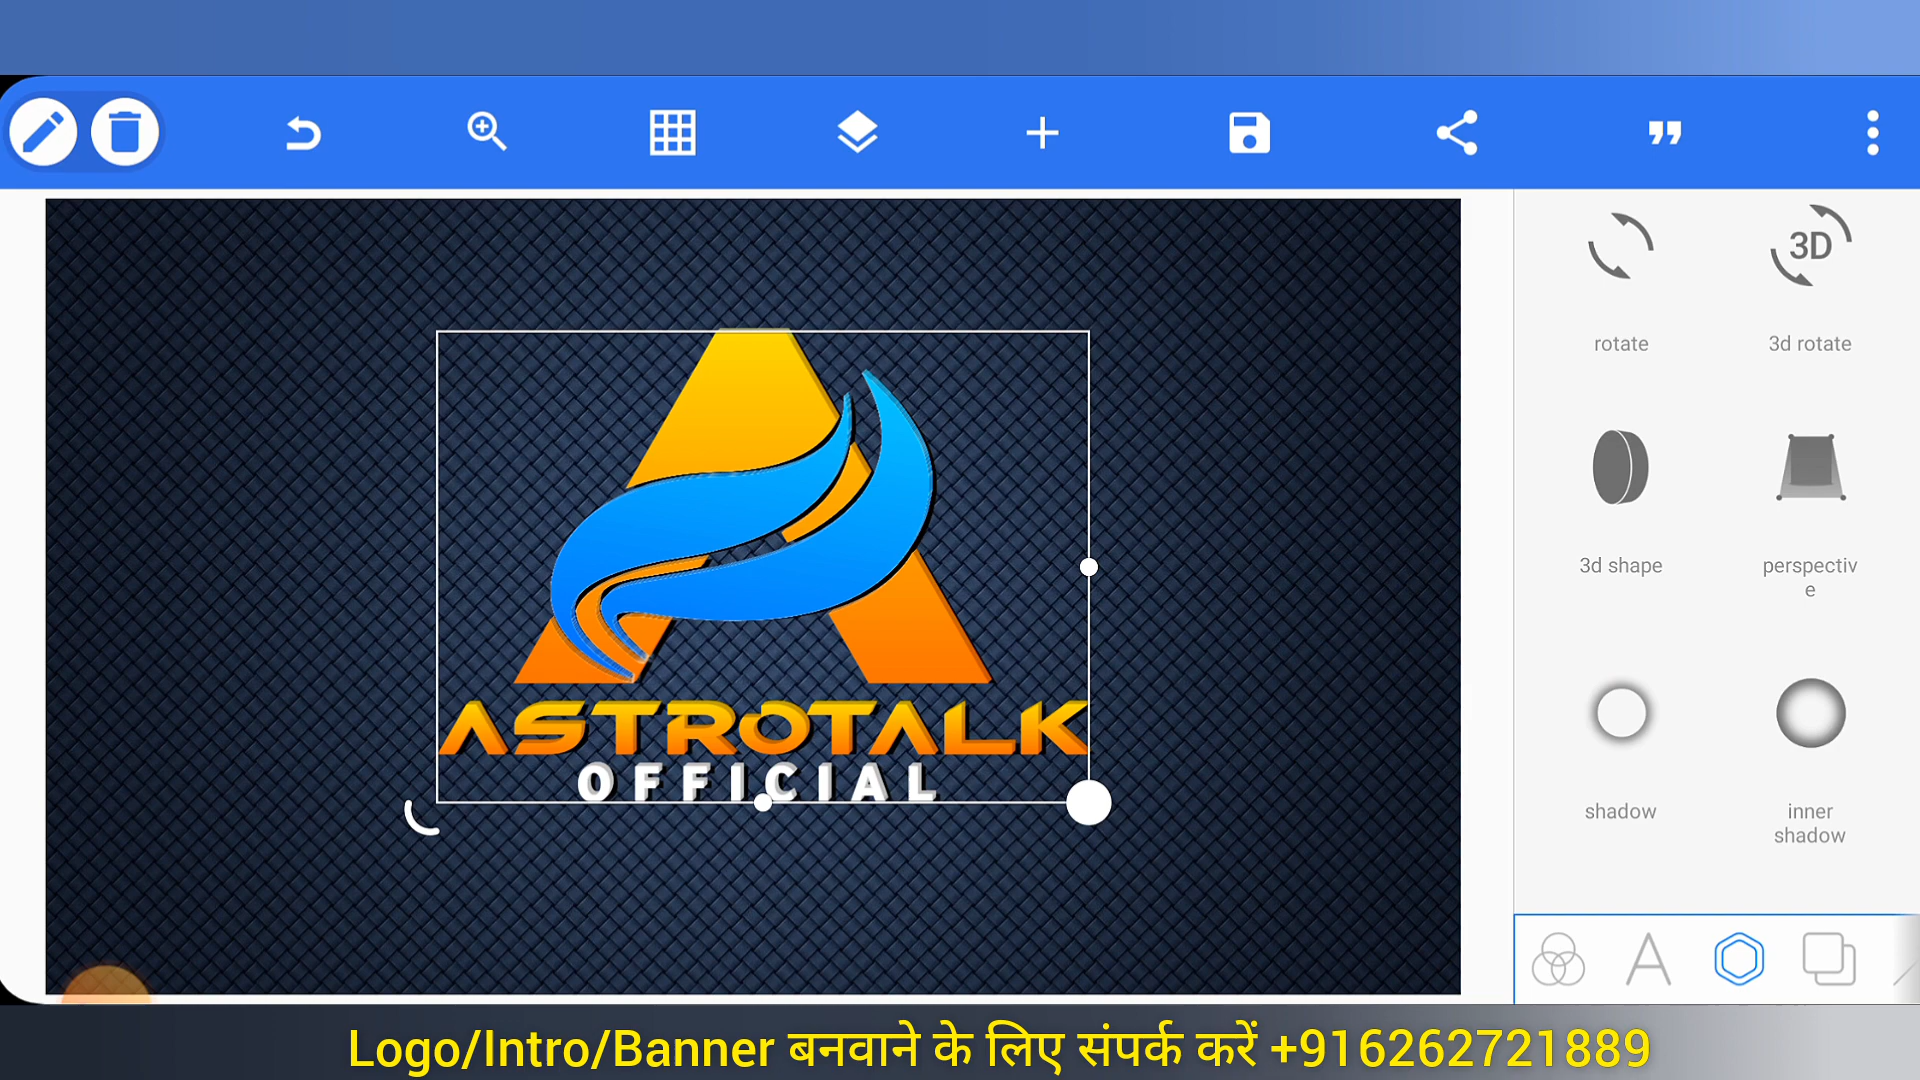 3D
rotate
3d rotate
3d shape
perspectiv
e
shadow
inner
shadow
ASTROTALK
OFFICIAL
Logo/Intro/Banner बनवाने के लिए संपर्क करें +916262721889